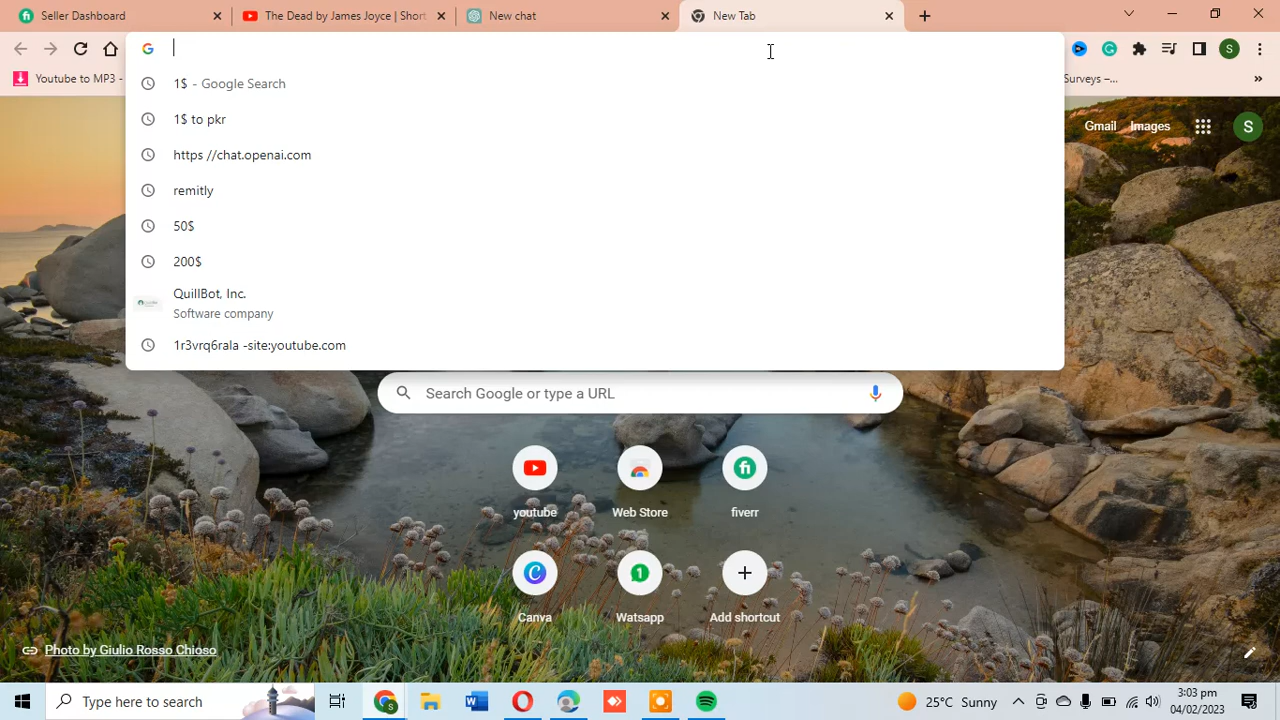 Seller Dashboard
The Dead by James Joyce | Short
New chat
New Tab
Youtube to MP3 -
Surveys –...
»
1$ - Google Search
1$ to pkr
https //chat.openai.com
remitly
50$
200$
QuillBot, Inc.
Software company
1r3vrq6rala -site:youtube.com
S
Gmail
Images
S
Search Google or type a URL
youtube
Web Store
fiverr
Canva
1
Watsapp
Add shortcut
Photo by Giulio Rosso Chioso
Type here to search
25°C Sunny
3:03 pm
04/02/2023